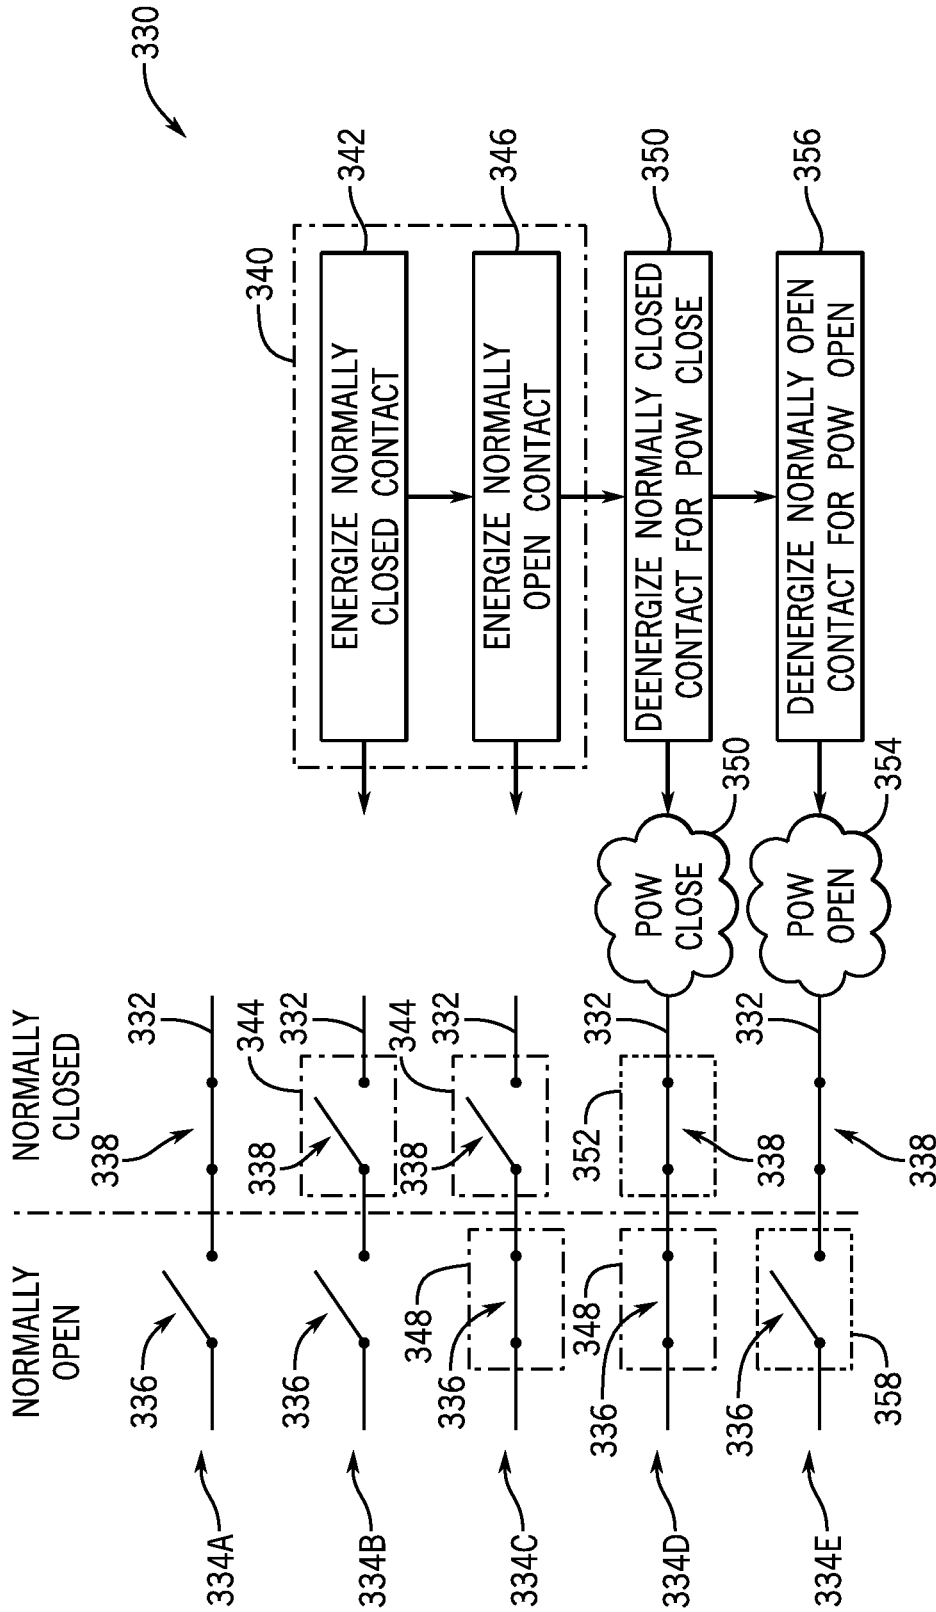 330
NORMALLY
OPEN
NORMALLY
CLOSED
334A
336
338
332
334B
336
338
344
332
340
ENERGIZE NORMALLY
CLOSED CONTACT
342
334C
348
336
338
344
332
ENERGIZE NORMALLY
OPEN CONTACT
346
334D
348
336
352
338
332
POW
CLOSE
350
DEENERGIZE NORMALLY CLOSED
CONTACT FOR POW CLOSE
350
334E
336
358
338
332
POW
OPEN
354
DEENERGIZE NORMALLY OPEN
CONTACT FOR POW OPEN
356